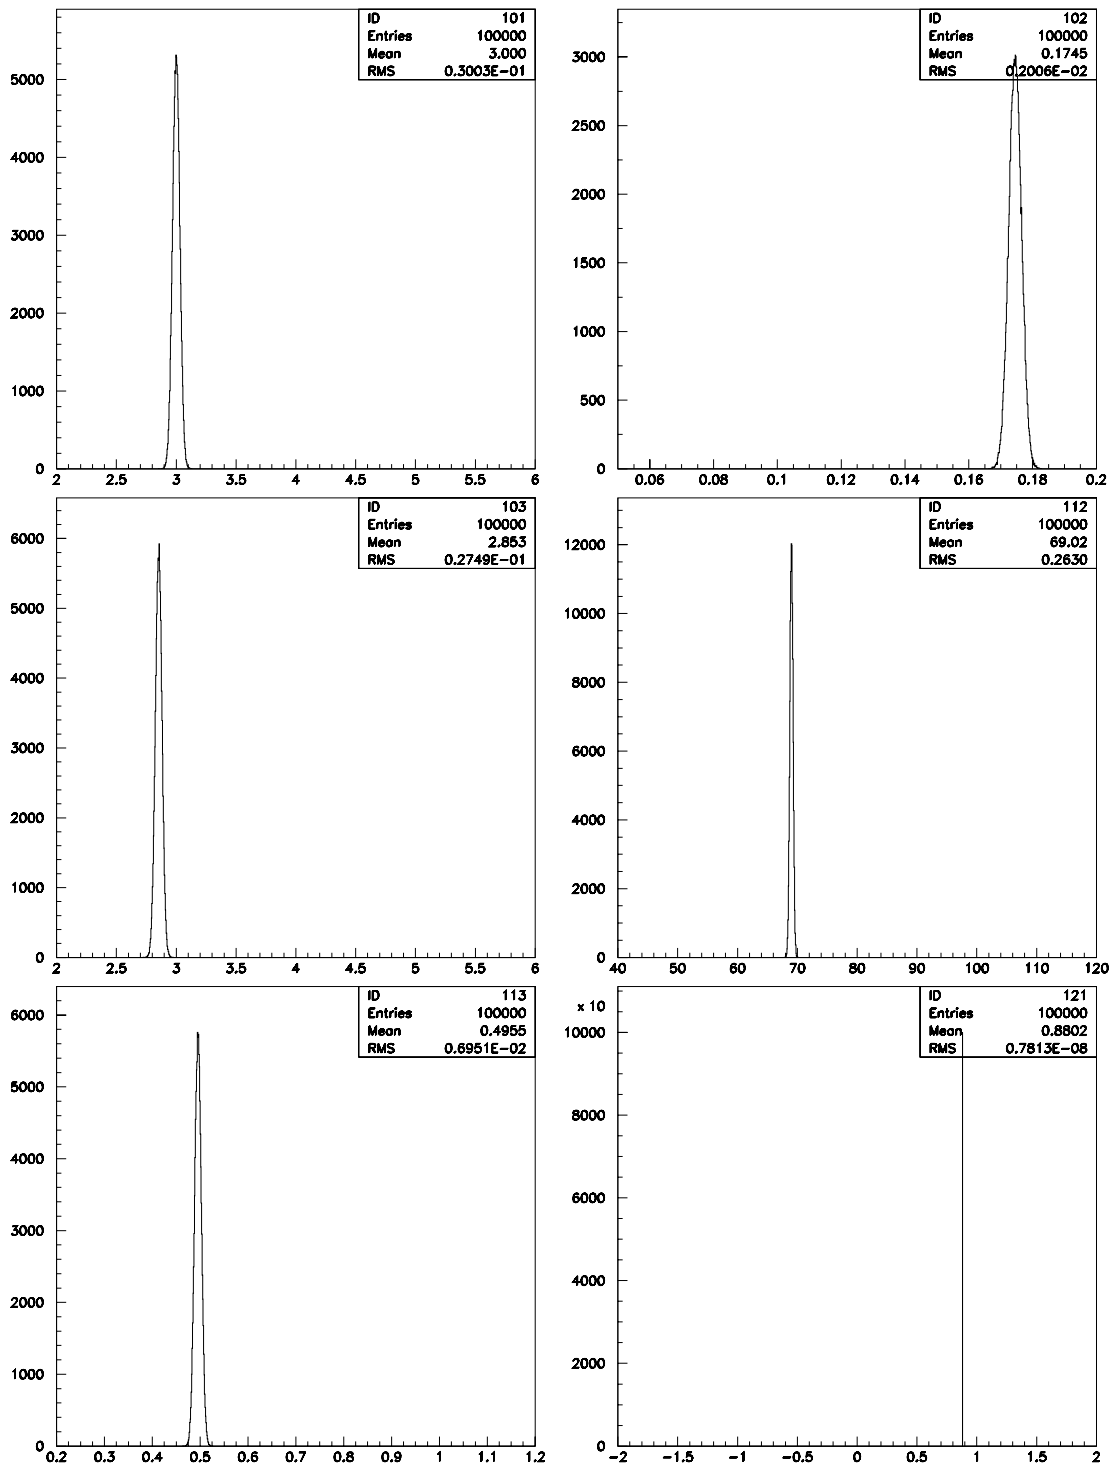 ID 101
Entries 100000
Mean 3.000
RMS 0.3003E-01
5000
4000
3000
2000
1000
0
2 2.5 3 3.5 4 4.5 5 5.5 6
ID 102
Entries 100000
Mean 0.1745
RMS 0.2006E-02
3000
2500
2000
1500
1000
500
0
0.06 0.08 0.1 0.12 0.14 0.16 0.18 0.2
ID 103
Entries 100000
Mean 2.853
RMS 0.2749E-01
6000
5000
4000
3000
2000
1000
0
2 2.5 3 3.5 4 4.5 5 5.5 6
ID 112
Entries 100000
Mean 69.02
RMS 0.2630
12000
10000
8000
6000
4000
2000
0
40 50 60 70 80 90 100 110 120
ID 113
Entries 100000
Mean 0.4955
RMS 0.6951E-02
6000
5000
4000
3000
2000
1000
0
0.2 0.3 0.4 0.5 0.6 0.7 0.8 0.9 1 1.1 1.2
ID 121
Entries 100000
Mean 0.8802
RMS 0.7813E-08
x 10
10000
8000
6000
4000
2000
0
-2 -1.5 -1 -0.5 0 0.5 1 1.5 2